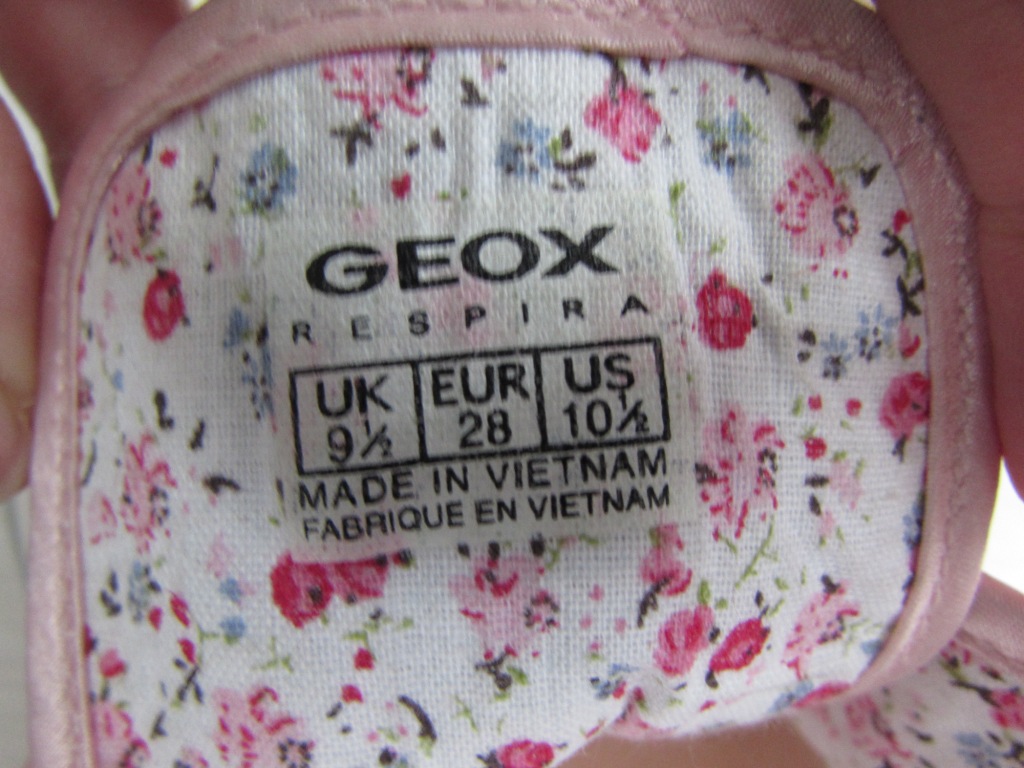 GEOX
RESPIRA
UK EUR US
9½ 28 10½
MADE IN VIETNAM
FABRIQUE EN VIETNAM